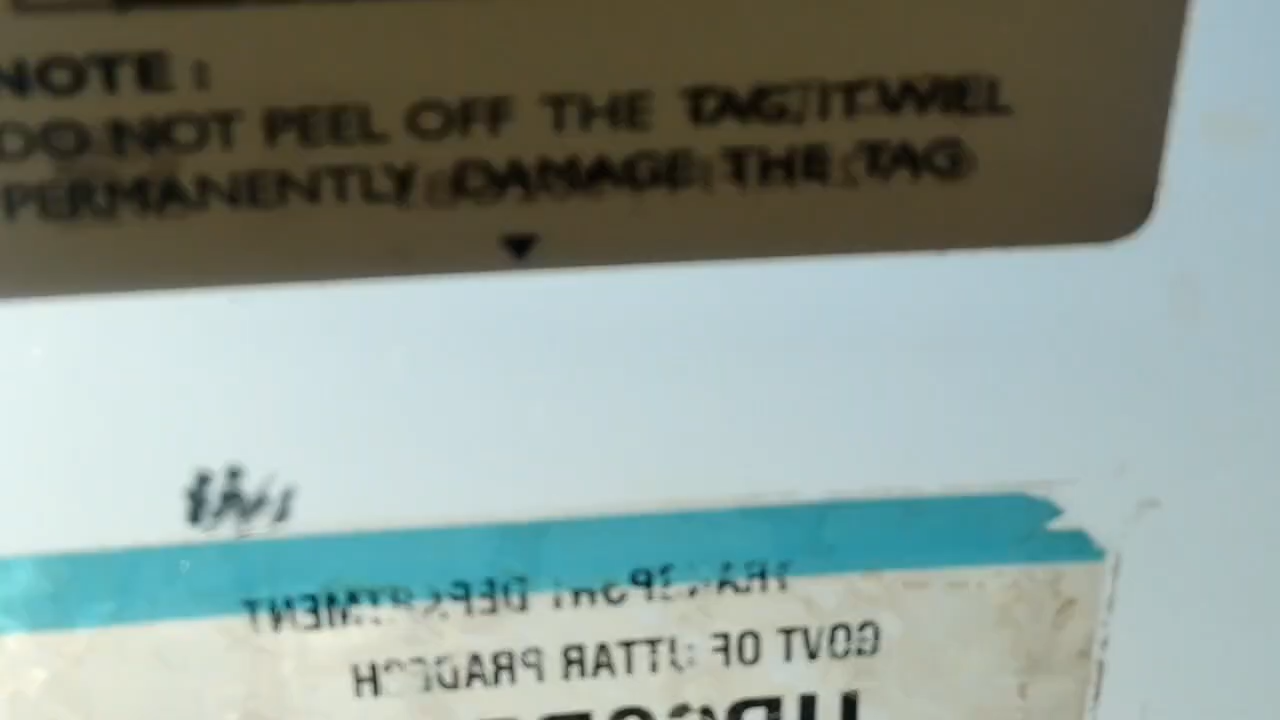 NOTE :
DO NOT PEEL OFF THE TAG, IT WILL
PERMANENTLY DAMAGE THE TAG
TRANSPORT DEPARTMENT
GOVT OF UTTAR PRADESH